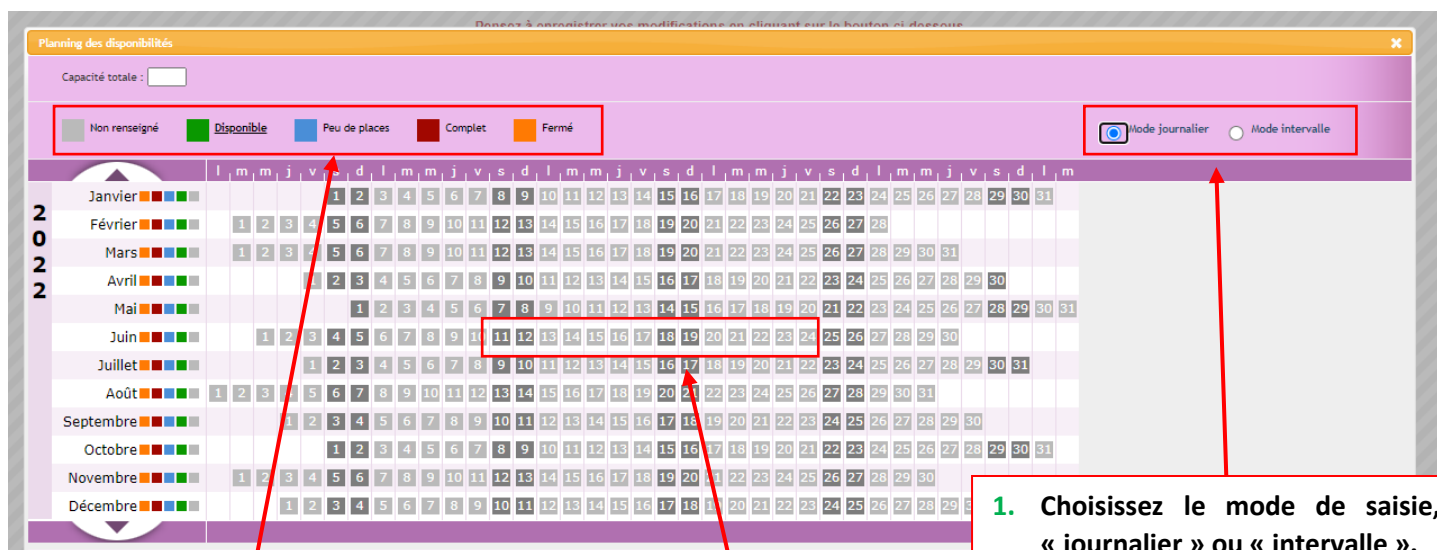 Pensez à enregistrer vos modifications en cliquant sur le bouton ci-dessous
Planning des disponibilités
Capacité totale :
Non renseigné Disponible Peu de places Complet Fermé
Mode journalier Mode intervalle
l m m j v s d l m m j v s d l m m j v s d l m m j v s d l m m j v s d l m
2022
Janvier 1 2 3 4 5 6 7 8 9 10 11 12 13 14 15 16 17 18 19 20 21 22 23 24 25 26 27 28 29 30 31
Février 1 2 3 4 5 6 7 8 9 10 11 12 13 14 15 16 17 18 19 20 21 22 23 24 25 26 27 28
Mars 1 2 3 5 6 7 8 9 10 11 12 13 14 15 16 17 18 19 20 21 22 23 24 25 26 27 28 29 30 31
Avril 2 3 4 5 6 7 8 9 10 11 12 13 14 15 16 17 18 19 20 21 22 23 24 25 26 27 28 29 30
Mai 1 2 3 4 5 6 7 8 9 10 11 12 13 14 15 16 17 18 19 20 21 22 23 24 25 26 27 28 29 30 31
Juin 1 2 3 4 5 6 7 8 9 10 11 12 13 14 15 16 17 18 19 20 21 22 23 24 25 26 27 28 29 30
Juillet 1 2 3 4 5 6 7 8 9 10 11 12 13 14 15 16 17 18 19 20 21 22 23 24 25 26 27 28 29 30 31
Août 1 2 3 5 6 7 8 9 10 11 12 13 14 15 16 17 18 19 20 21 22 23 24 25 26 27 28 29 30 31
Septembre 1 2 3 4 5 6 7 8 9 10 11 12 13 14 15 16 17 18 19 20 21 22 23 24 25 26 27 28 29 30
Octobre 1 2 3 4 5 6 7 8 9 10 11 12 13 14 15 16 17 18 19 20 21 22 23 24 25 26 27 28 29 30 31
Novembre 1 2 3 4 5 6 7 8 9 10 11 12 13 14 15 16 17 18 19 20 21 22 23 24 25 26 27 28 29 30
Décembre 1 2 3 4 5 6 7 8 9 10 11 12 13 14 15 16 17 18 19 20 21 22 23 24 25 26 27 28 29
1. Choisissez le mode de saisie,
« journalier » ou « intervalle ».